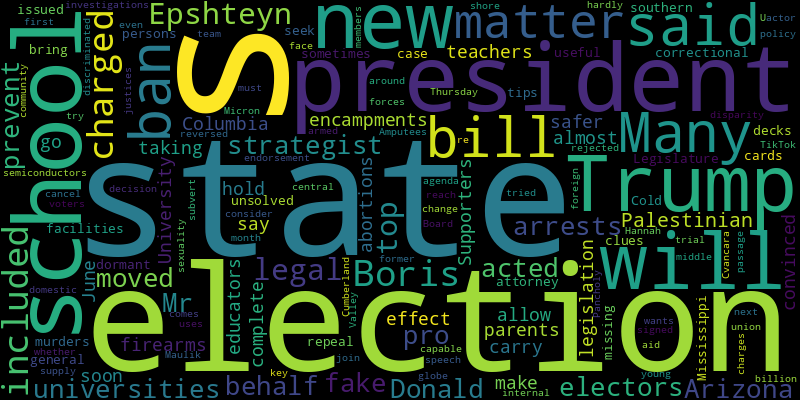 issued
investigations
Epshteyn
new
matter
said
southern
Uactor
shore
policy
first
even
persons
discriminated
members
sometimes
hardly
correctional
bring
school
charged
ban
S
president
case
teachers
useful
team
seek
face
prevent
community
justices
around
Thursday
tips
disparity
try
Micron
forces
encampments
bill
re
safer
Many
decks
TikTok
go
Columbia
reversed
armed
Amputees
almost
rejected
Legislature
cards
semiconductors
taking
strategist
endorsement
state
Trump
cancel
decision
voters
University
subvert
hold
central
unsolved
consider
month
abortions
agenda
reach
change
Board
Supporters
tried
foreign
Cold
Palestinian
convinced
facilities
sexuality
say
top
former
arrests
Hannah
clues
trial
middle
Cvancara
passage
included
June
dormant
moved
legal
Boris
acted
attorney
will
legislation
missing
domestic
Mr
election
educators
complete
Cumberland
Valley
effect
pro
allow
parents
carry
Mississippi
wants
signed
aid
next
union
charges
murders
whether
general
supply
comes
uses
firearms
Maulik
Pancholy
repeal
join
capable
speech
globe
key
soon
universities
behalf
fake
Donald
make
internal
electors
young
Arizona
billion